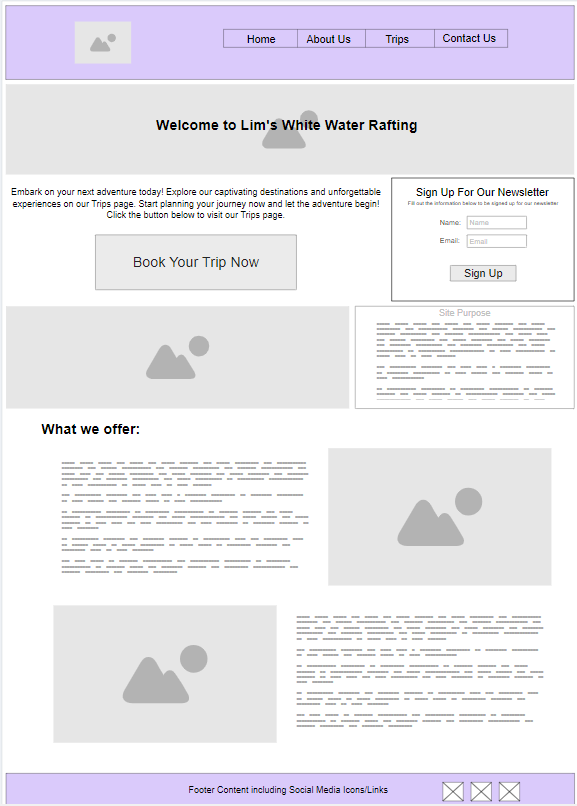 Home About Us Trips Contact Us
Welcome to Lim's White Water Rafting
Embark on your next adventure today! Explore our captivating destinations and unforgettable
experiences on our Trips page. Start planning your journey now and let the adventure begin!
Click the button below to visit our Trips page.
Book Your Trip Now
Sign Up For Our Newsletter
Fill out the information below to be signed up for our newsletter
Name: Name
Email: Email
Sign Up
Site Purpose
What we offer:
Footer Content including Social Media Icons/Links